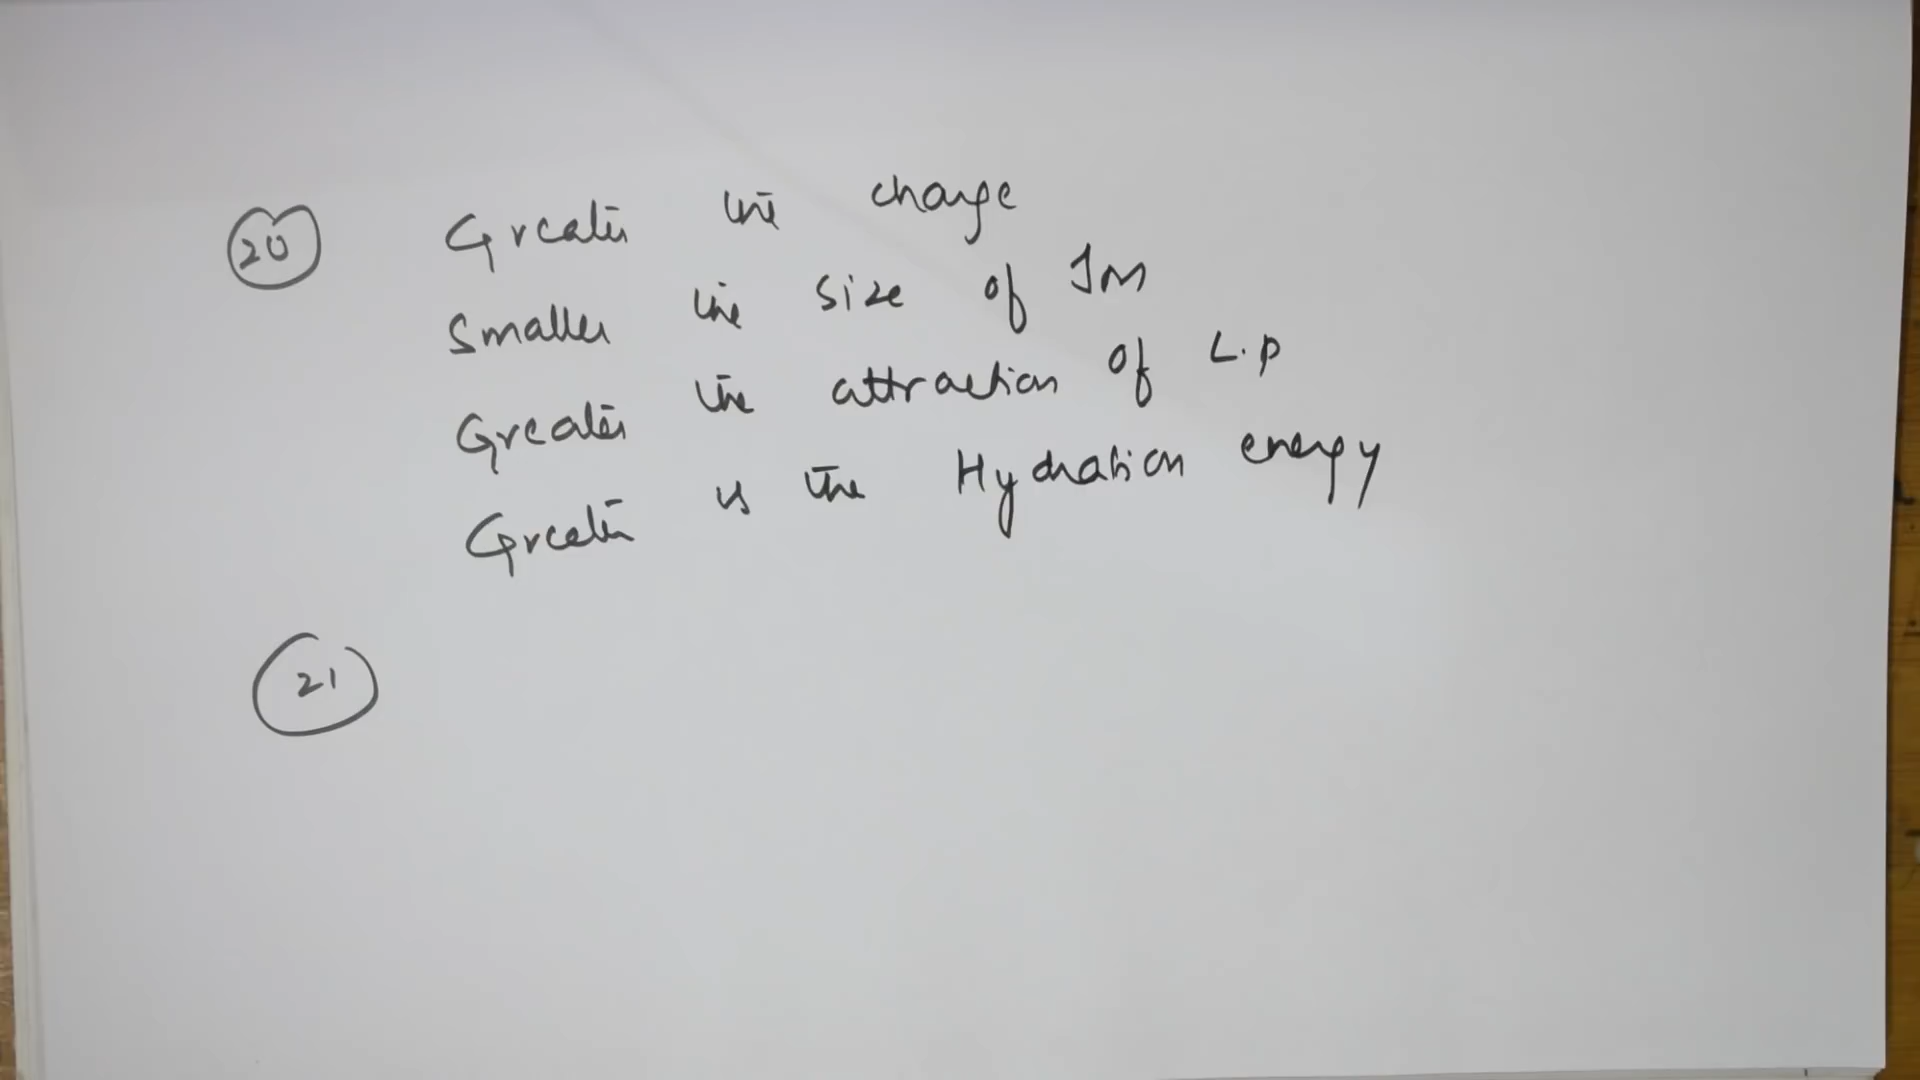 20 Greater the charge
Smaller the size of Ion
Greater the attraction of L.p
Greater is the Hydration energy
21